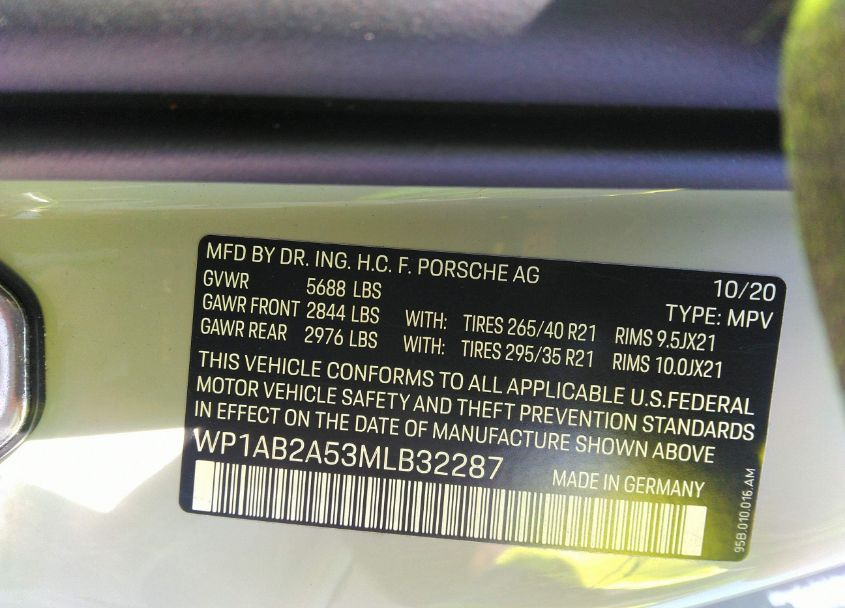 MFD BY DR. ING. H.C. F. PORSCHE AG 10/20
GVWR 5688 LBS TYPE: MPV
GAWR FRONT 2844 LBS WITH: TIRES 265/40 R21 RIMS 9.5JX21
GAWR REAR 2976 LBS WITH: TIRES 295/35 R21 RIMS 10.0JX21
THIS VEHICLE CONFORMS TO ALL APPLICABLE U.S.FEDERAL
MOTOR VEHICLE SAFETY AND THEFT PREVENTION STANDARDS
IN EFFECT ON THE DATE OF MANUFACTURE SHOWN ABOVE
WP1AB2A53MLB32287 MADE IN GERMANY
95B.010.016.AM